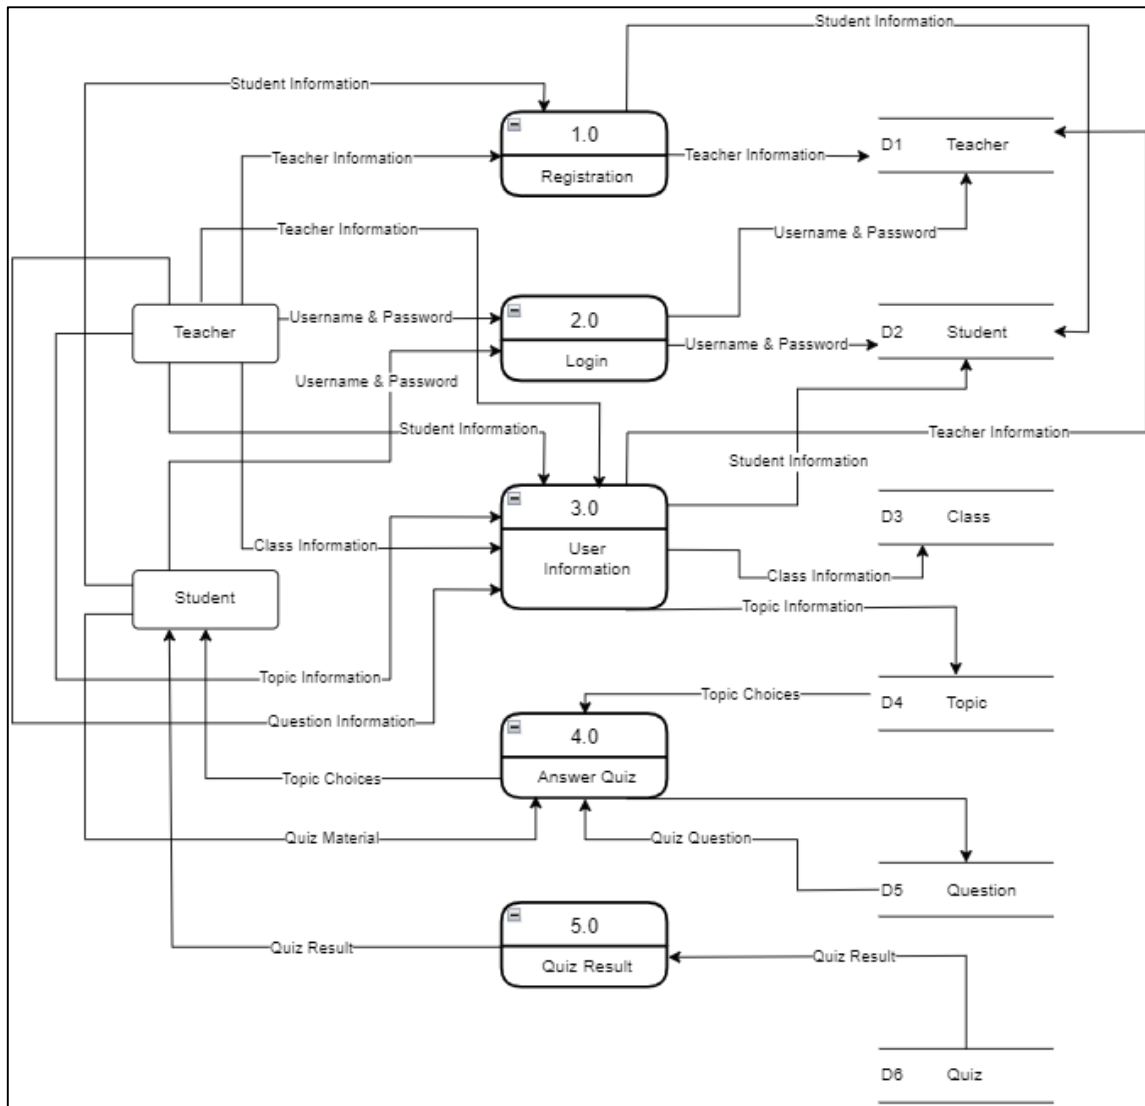 Student Information
Student Information
1.0
Registration
Teacher Information
Teacher Information
D1 Teacher
Teacher Information
Username & Password
Teacher
Username & Password
2.0
Login
Username & Password
D2 Student
Username & Password
Student Information
Teacher Information
Student Information
3.0
User
Information
D3 Class
Class Information
Class Information
Student
Topic Information
Topic Information
Topic Choices
D4 Topic
Question Information
4.0
Answer Quiz
Topic Choices
Quiz Material
Quiz Question
D5 Question
5.0
Quiz Result
Quiz Result
Quiz Result
D6 Quiz